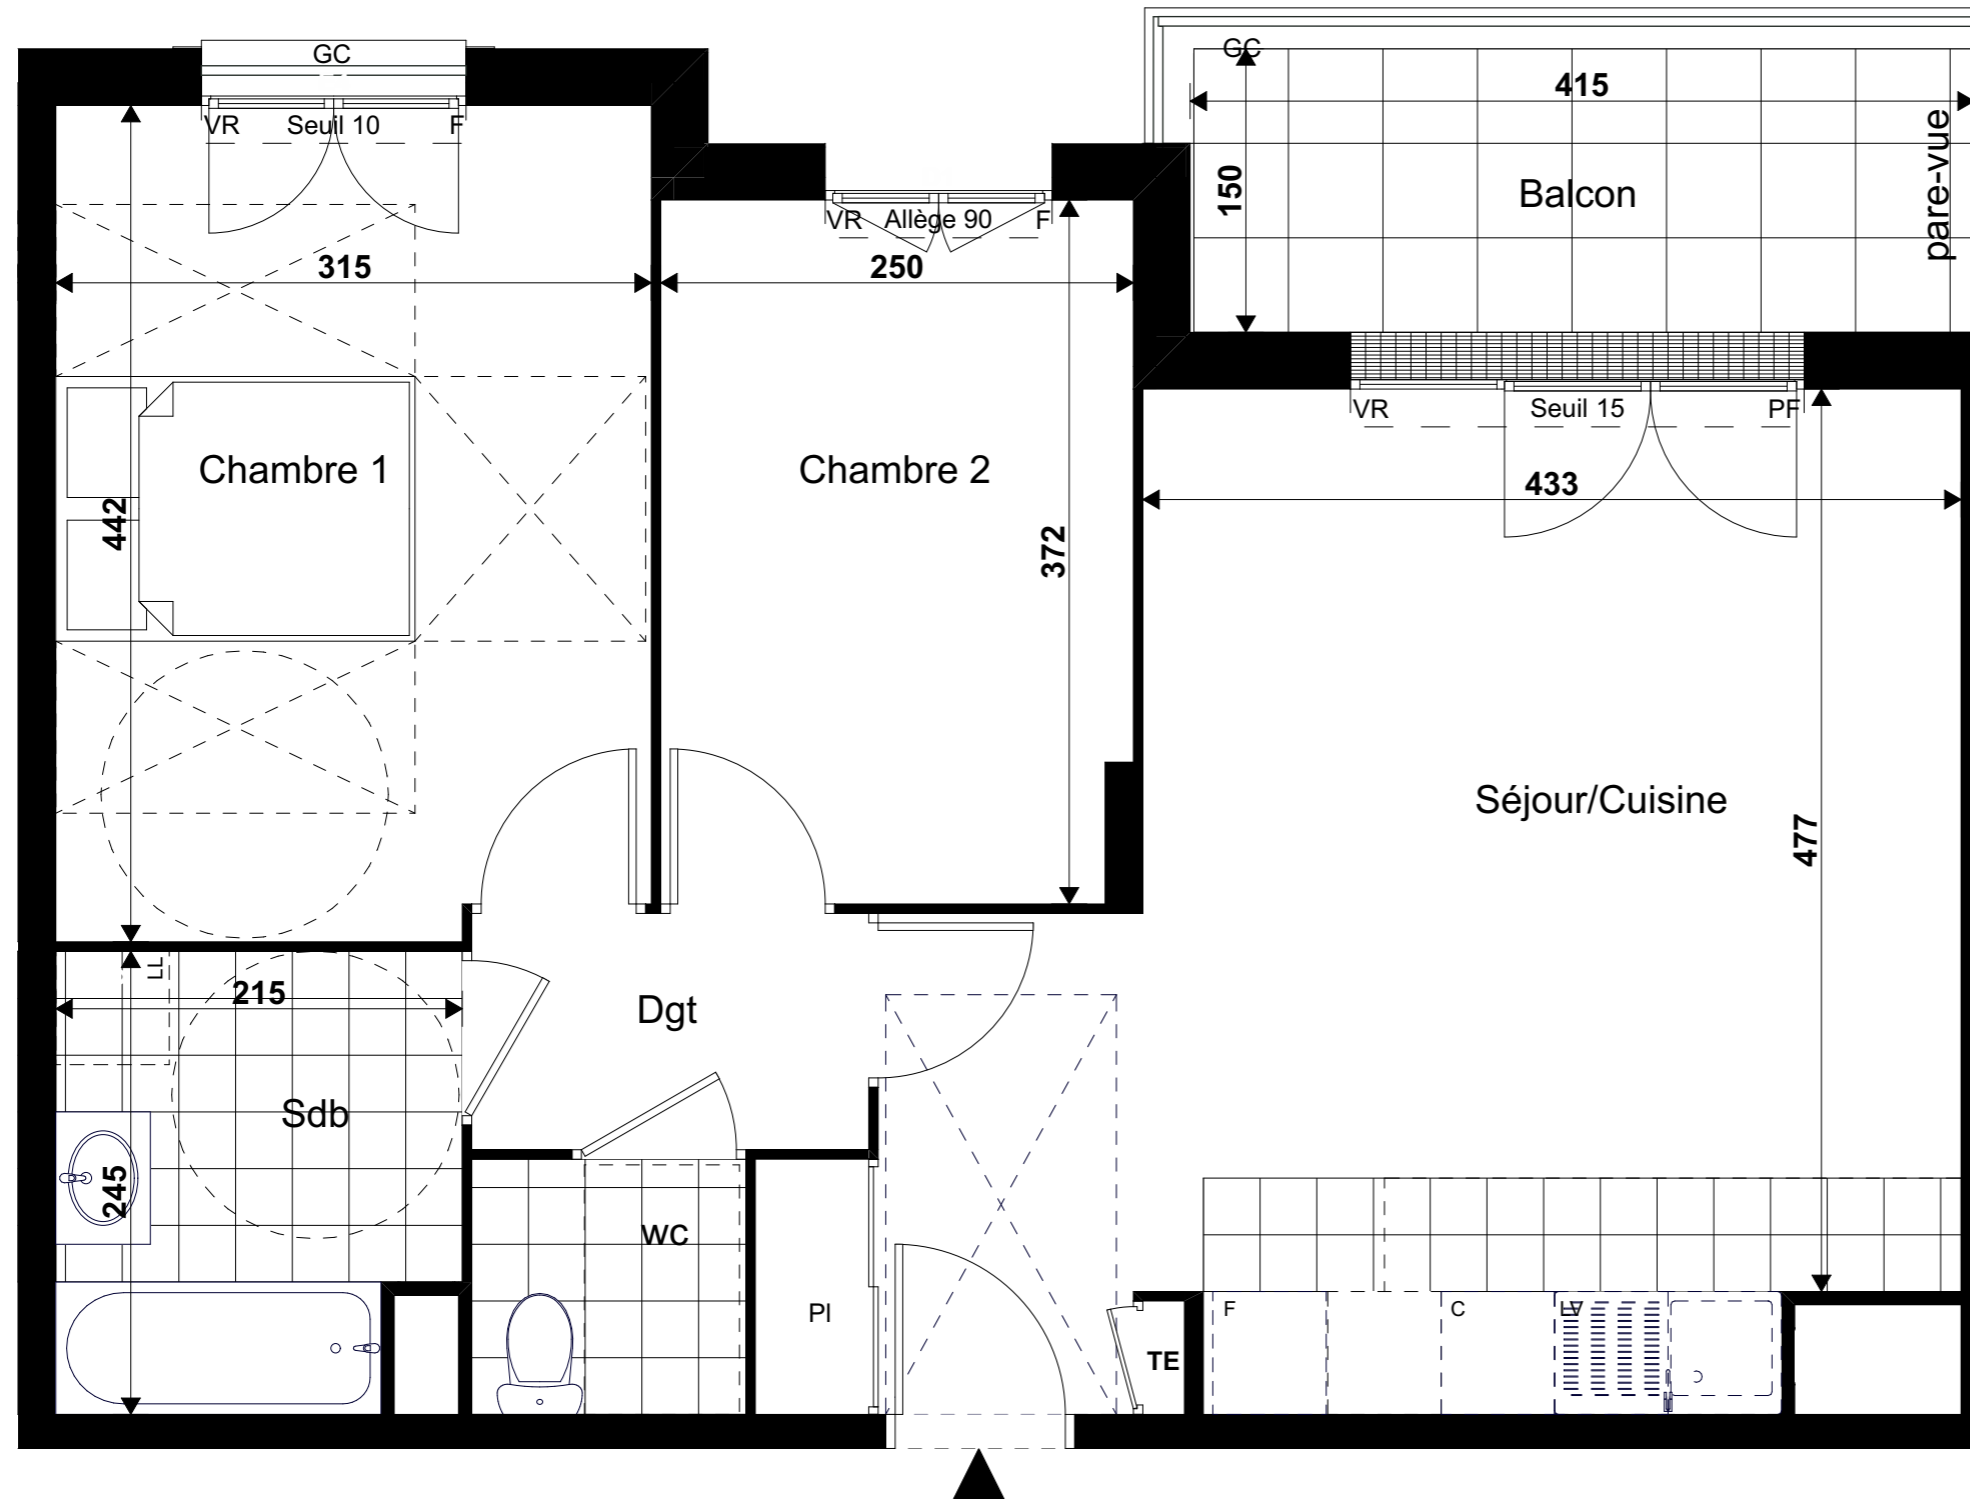 GC
GC
415
VR Seuil 10 F
pare-vue
150
Balcon
VR Allège 90 F
315
250
VR Seuil 15 PF
Chambre 1
Chambre 2
433
442
372
Séjour/Cuisine
477
LL
215
Dgt
Sdb
245
WC
Pl
F
C
LV
TE